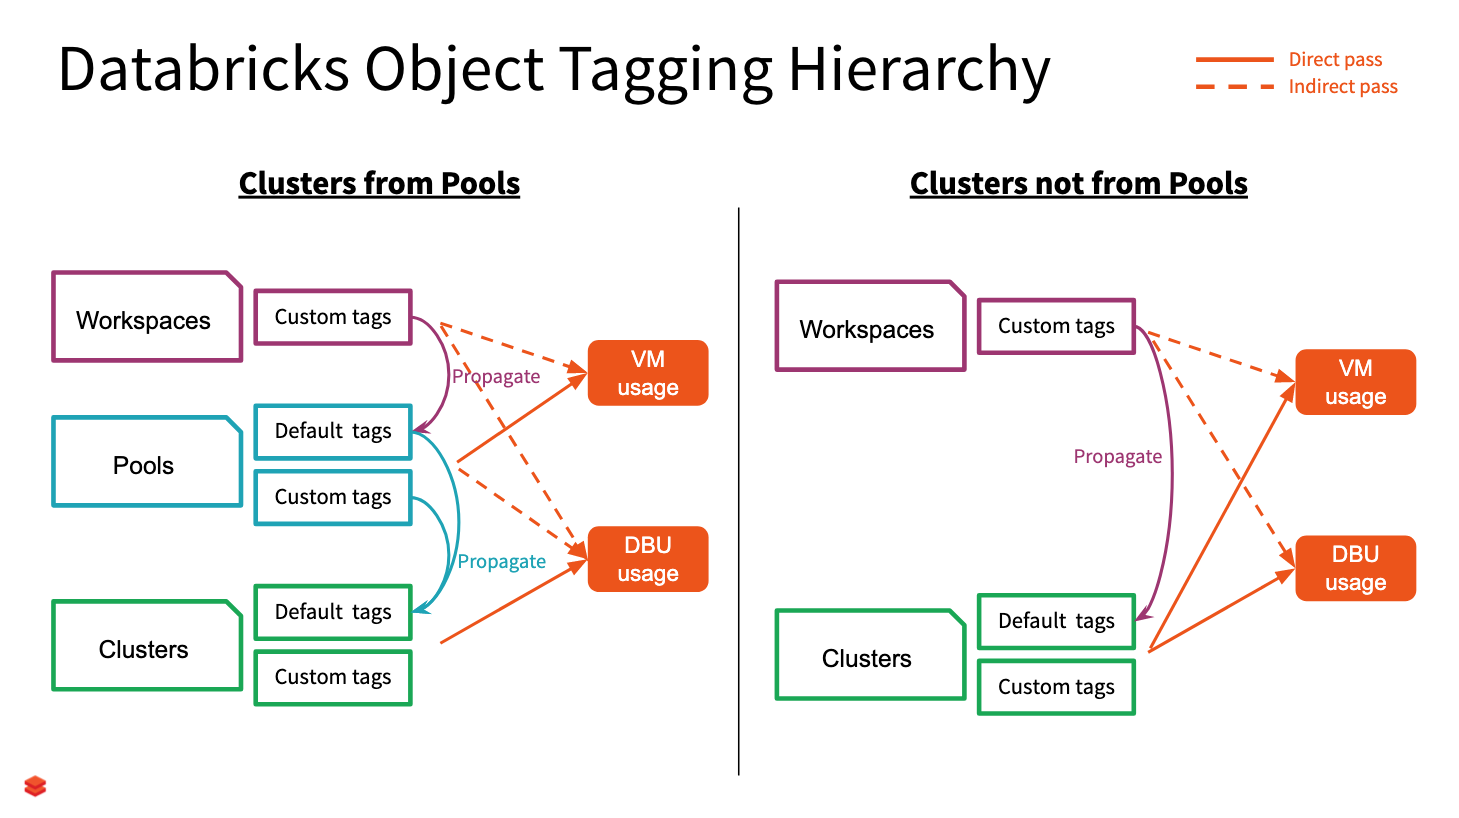 Databricks Object Tagging Hierarchy
Direct pass
Indirect pass
Clusters from Pools
Workspaces
Custom tags
Propagate
VM
usage
Pools
Default tags
Custom tags
Propagate
DBU
usage
Clusters
Default tags
Custom tags
Clusters not from Pools
Workspaces
Custom tags
VM
usage
Propagate
DBU
usage
Clusters
Default tags
Custom tags